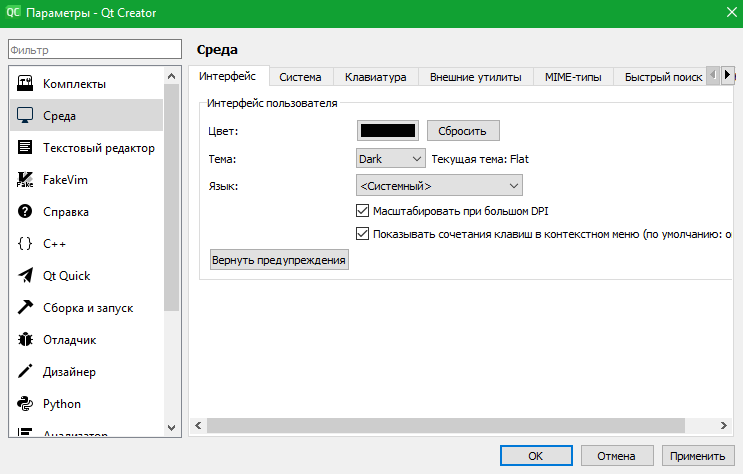 QC Параметры - Qt Creator
Фильтр
Комплекты
Среда
Текстовый редактор
FakeVim
Справка
{ } C++
Qt Quick
Сборка и запуск
Отладчик
Дизайнер
Python
Анализатор
Среда
Интерфейс Система Клавиатура Внешние утилиты MIME-типы Быстрый поиск
Интерфейс пользователя
Цвет: Сбросить
Тема: Dark Текущая тема: Flat
Язык: <Системный>
Масштабировать при большом DPI
Показывать сочетания клавиш в контекстном меню (по умолчанию: о
Вернуть предупреждения
OK Отмена Применить